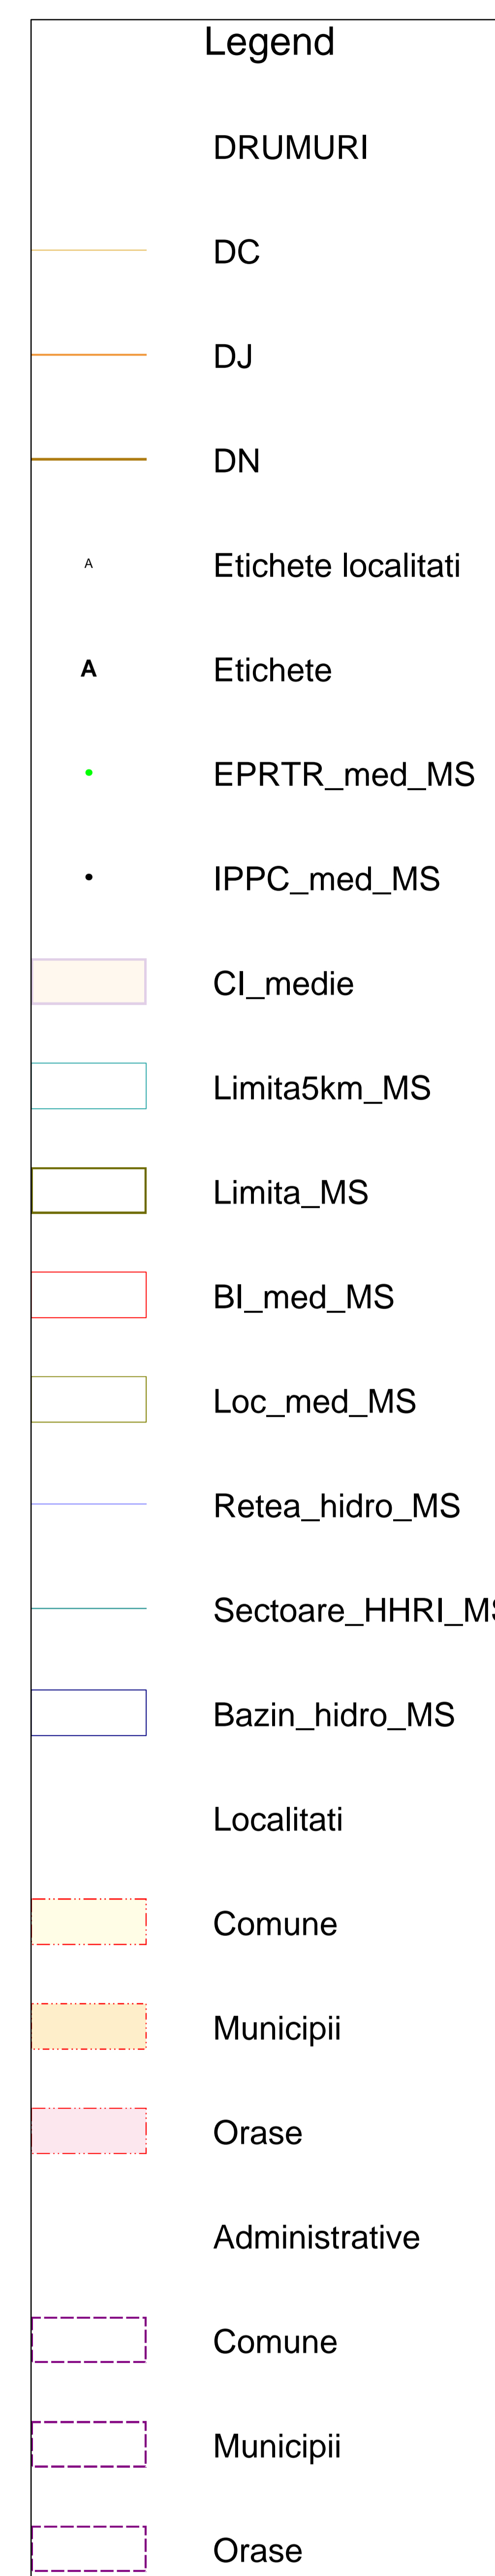 Legend
DRUMURI
DC
DJ
DN
A Etichete localitati
A Etichete
EPRTR_med_MS
IPPC_med_MS
CI_medie
Limita5km_MS
Limita_MS
BI_med_MS
Loc_med_MS
Retea_hidro_MS
Sectoare_HHRI_MS
Bazin_hidro_MS
Localitati
Comune
Municipii
Orase
Administrative
Comune
Municipii
Orase